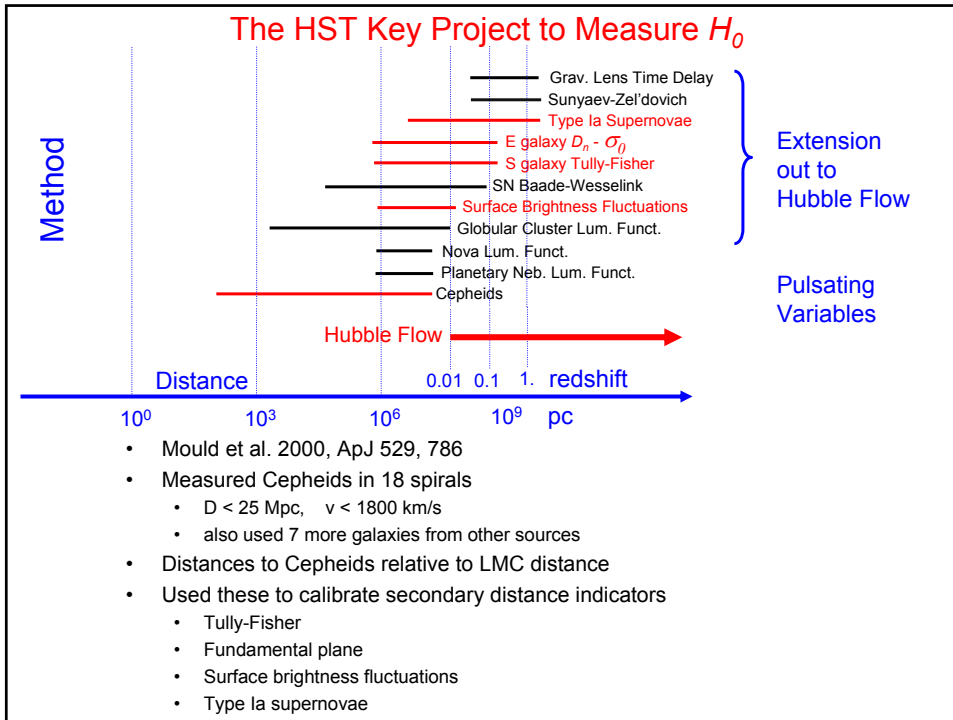 The HST Key Project to Measure H₀
Grav. Lens Time Delay
Sunyaev-Zel'dovich
Type Ia Supernovae
E galaxy Dₙ - σ₀
S galaxy Tully-Fisher
SN Baade-Wesselink
Surface Brightness Fluctuations
Globular Cluster Lum. Funct.
Nova Lum. Funct.
Planetary Neb. Lum. Funct.
Cepheids
Method
Extension
out to
Hubble Flow
Pulsating
Variables
Hubble Flow
Distance 0.01 0.1 1. redshift
10⁰ 10³ 10⁶ 10⁹ pc
• Mould et al. 2000, ApJ 529, 786
• Measured Cepheids in 18 spirals
• D < 25 Mpc, v < 1800 km/s
• also used 7 more galaxies from other sources
• Distances to Cepheids relative to LMC distance
• Used these to calibrate secondary distance indicators
• Tully-Fisher
• Fundamental plane
• Surface brightness fluctuations
• Type Ia supernovae